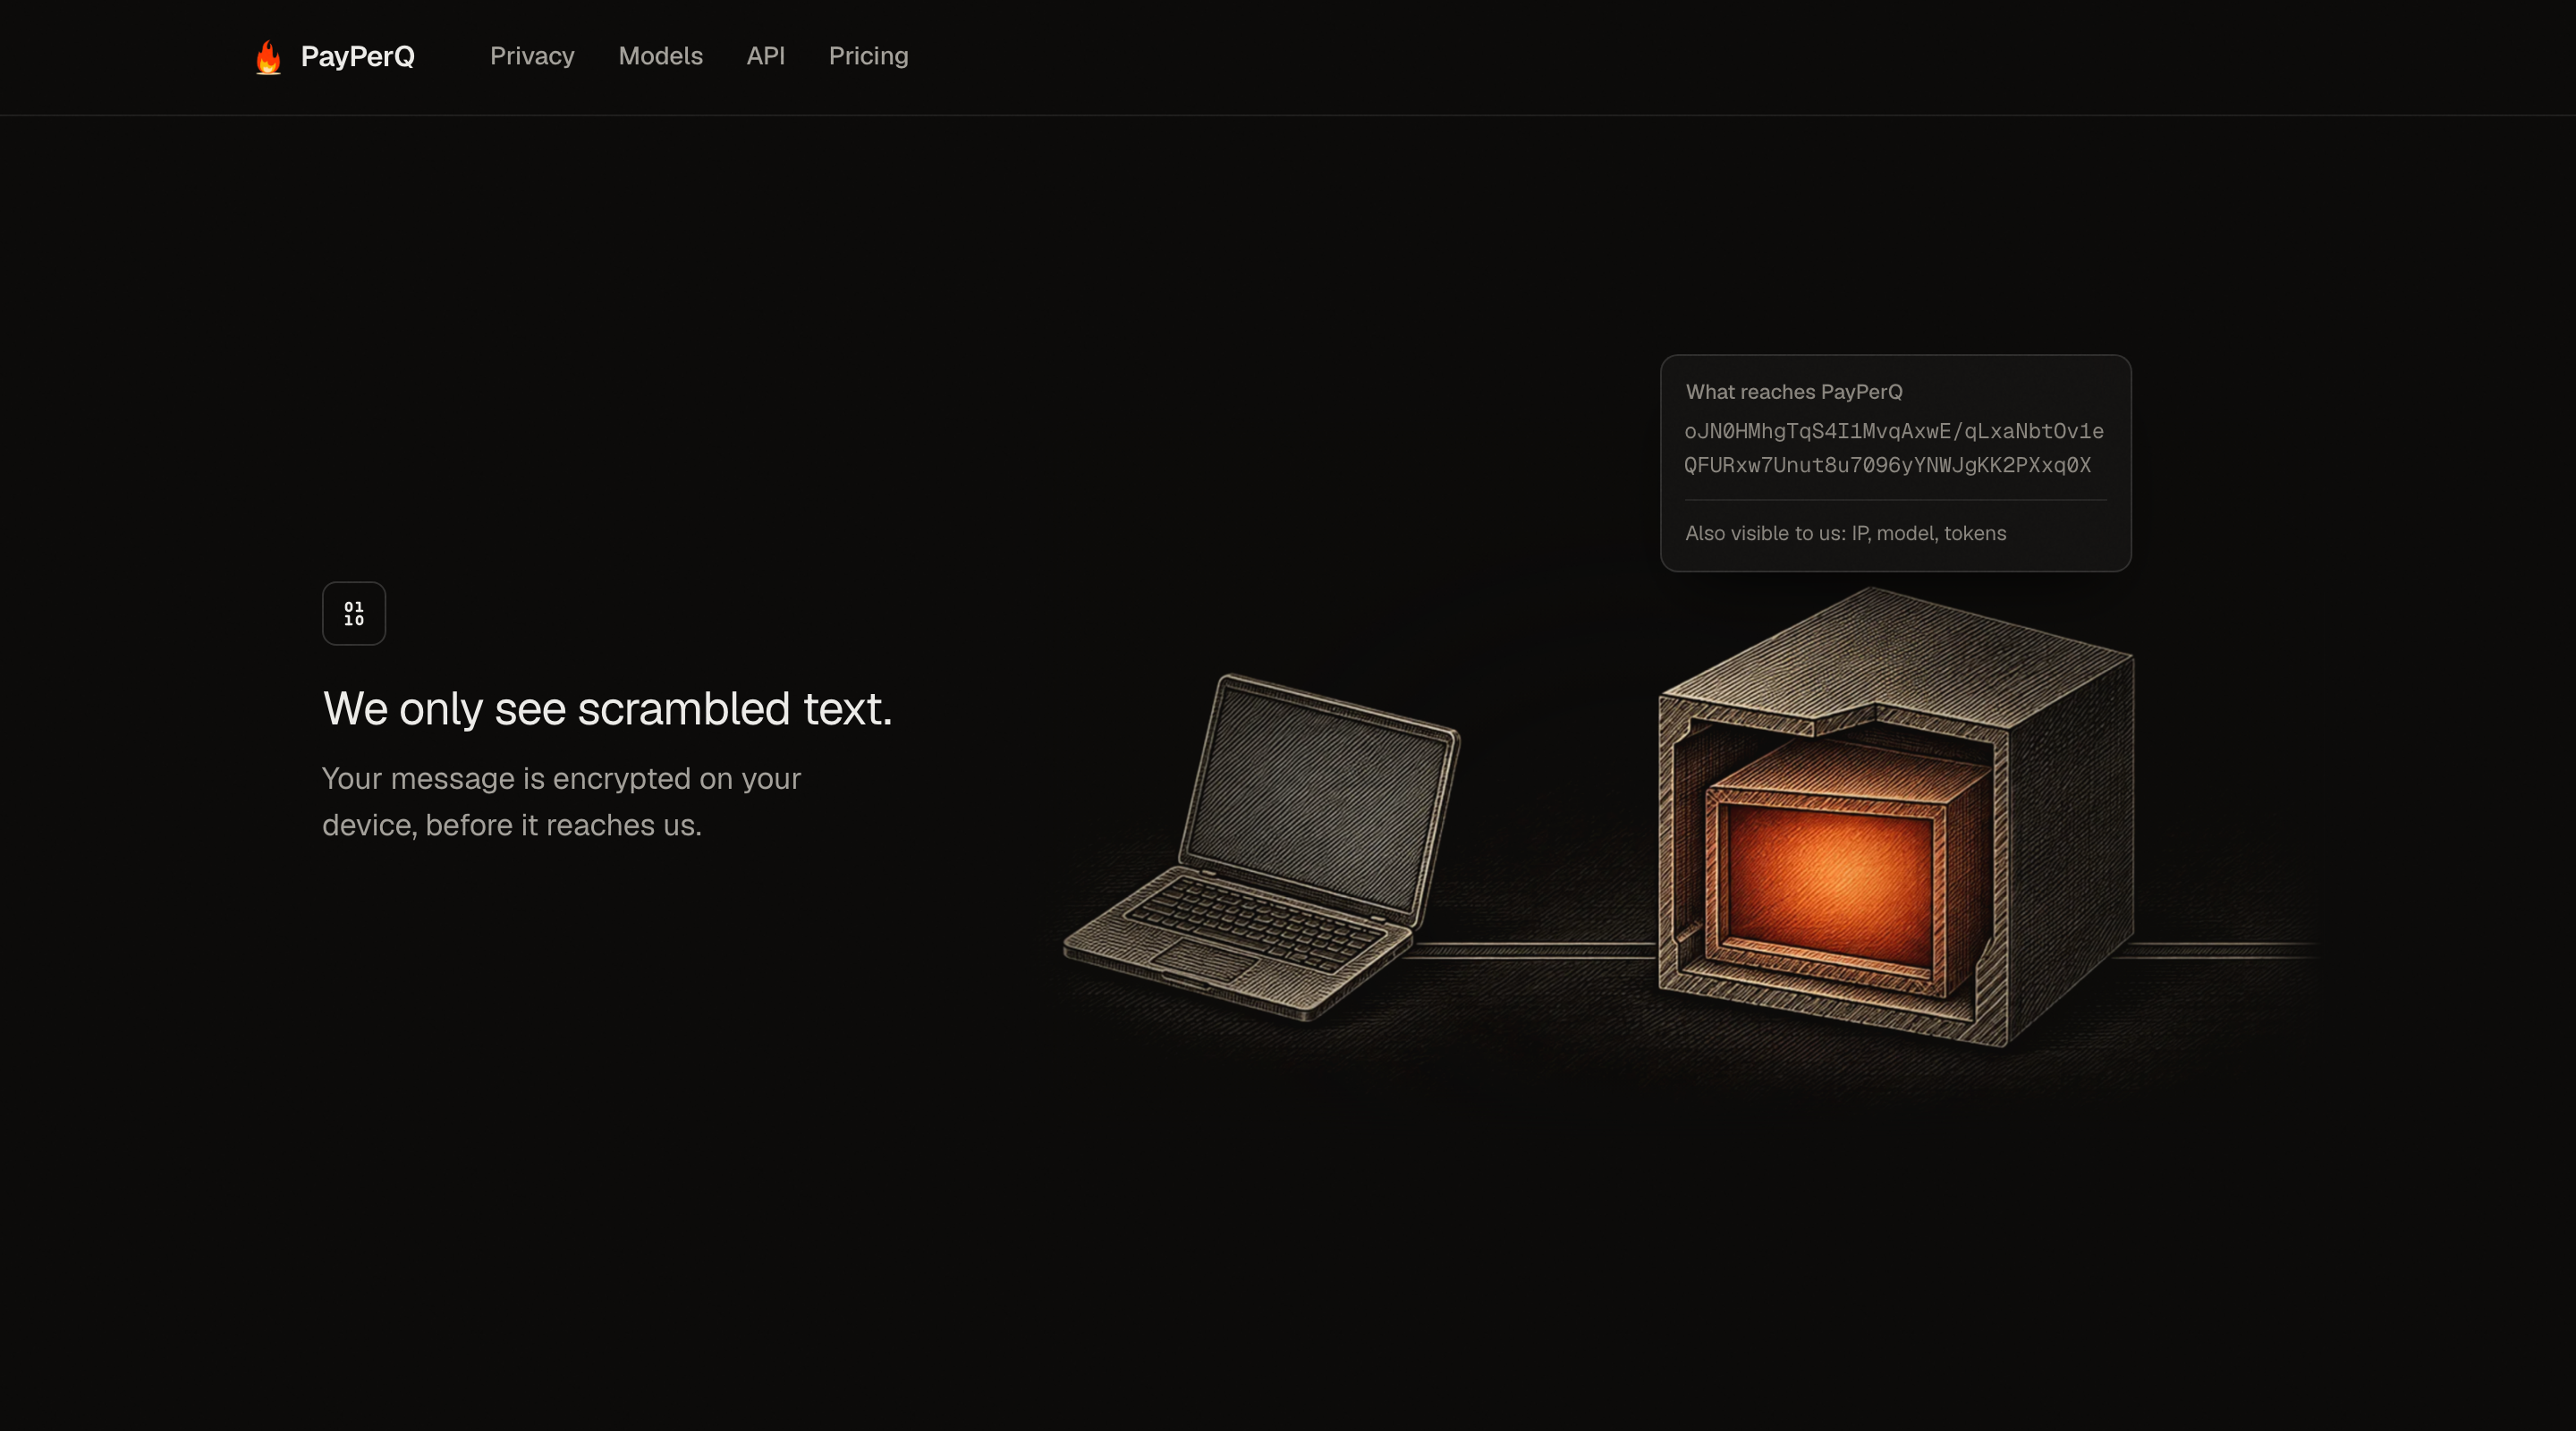 PayPerQ
Privacy
Models
API
Pricing
What reaches PayPerQ
oJN0HMhgTqS4I1MvqAxwE/qLxaNbtOv1e
QFURxw7Unut8u7096yYNWJgKK2PXxq0X
Also visible to us: IP, model, tokens
01
10
We only see scrambled text.
Your message is encrypted on your
device, before it reaches us.